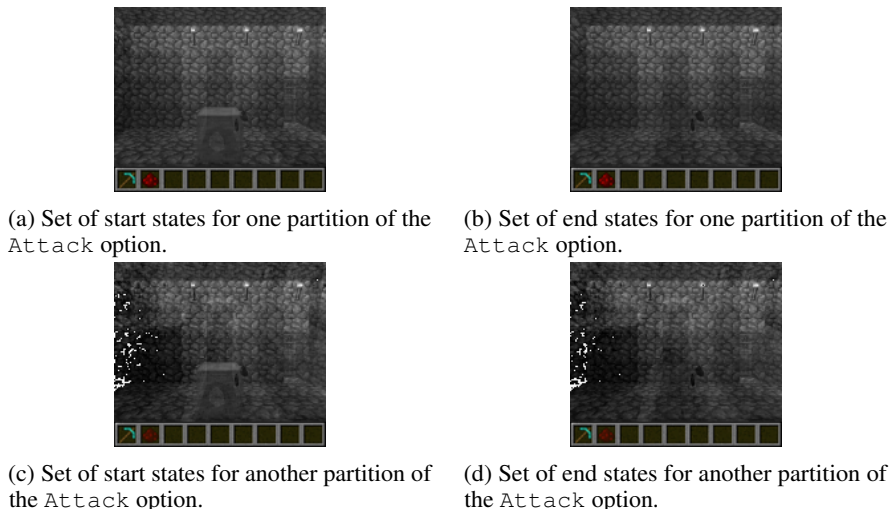 (a) Set of start states for one partition of the
Attack option.
(b) Set of end states for one partition of the
Attack option.
(c) Set of start states for another partition of
the Attack option.
(d) Set of end states for another partition of
the Attack option.